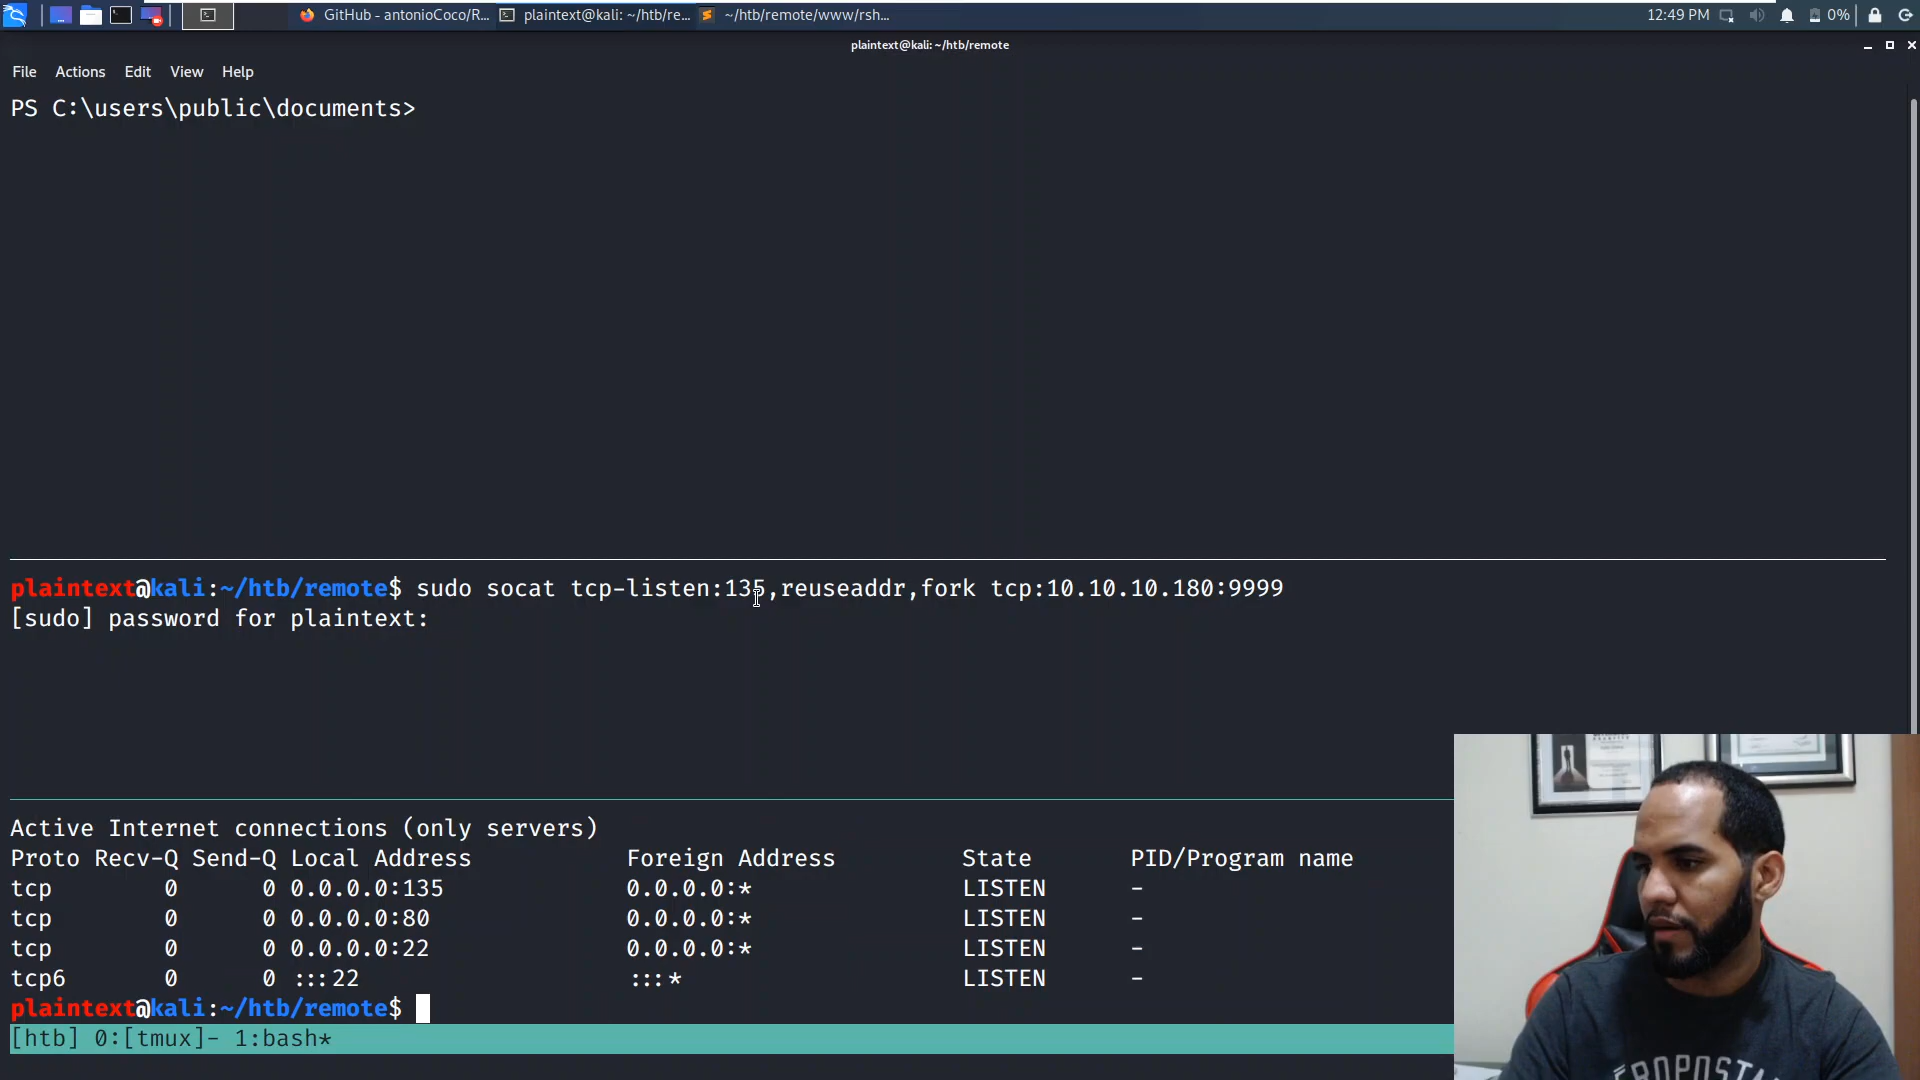 GitHub - antonioCoco/R...
plaintext@kali: ~/htb/re...
~/htb/remote/www/rsh...
12:49 PM
0%
plaintext@kali: ~/htb/remote
File Actions Edit View Help
PS C:\users\public\documents>
plaintext@kali:~/htb/remote$ sudo socat tcp-listen:135,reuseaddr,fork tcp:10.10.10.180:9999
[sudo] password for plaintext:
Active Internet connections (only servers)
Proto Recv-Q Send-Q Local Address Foreign Address State PID/Program name
tcp 0 0 0.0.0.0:135 0.0.0.0:* LISTEN -
tcp 0 0 0.0.0.0:80 0.0.0.0:* LISTEN -
tcp 0 0 0.0.0.0:22 0.0.0.0:* LISTEN -
tcp6 0 0 :::22 :::* LISTEN -
plaintext@kali:~/htb/remote$
[htb] 0:[tmux]- 1:bash*